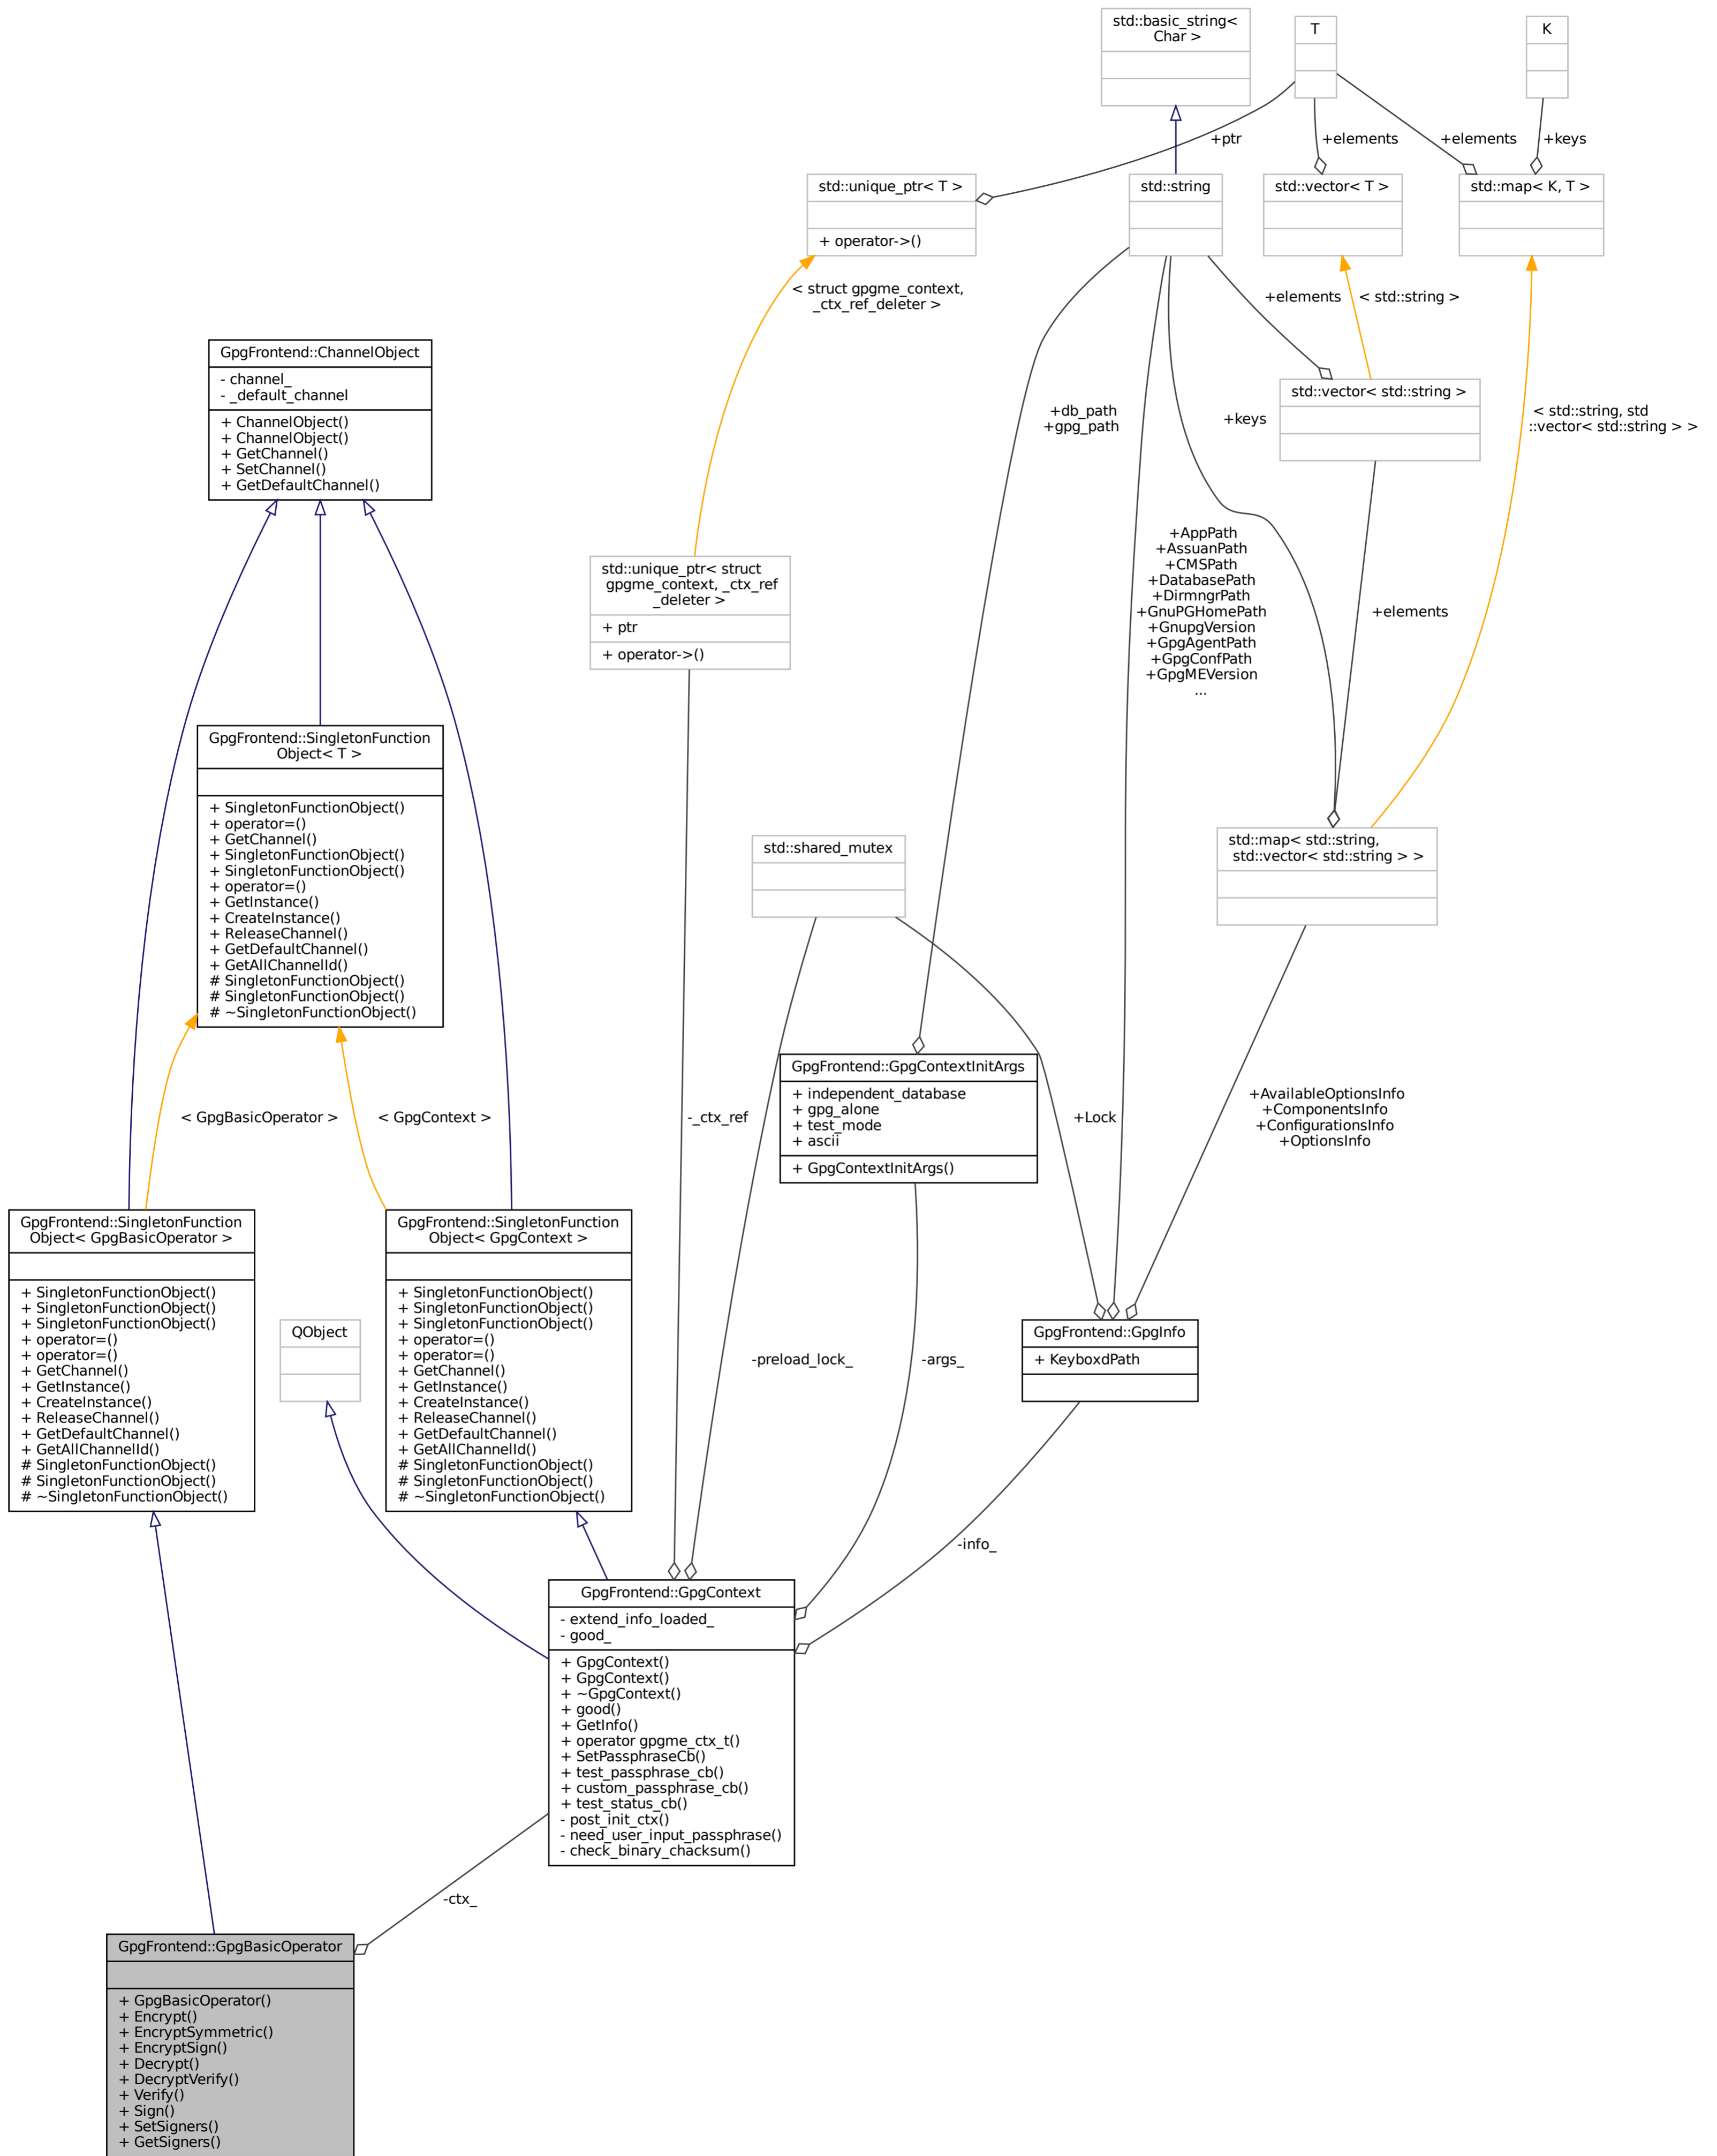 std::basic_string<
Char >
T
K
+ptr
+elements
+elements
+keys
std::unique_ptr< T >
+ operator->()
std::string
std::vector< T >
std::map< K, T >
< struct gpgme_context,
_ctx_ref_deleter >
+elements
< std::string >
GpgFrontend::ChannelObject
- channel_
- _default_channel
+ ChannelObject()
+ ChannelObject()
+ GetChannel()
+ SetChannel()
+ GetDefaultChannel()
+db_path
+gpg_path
+keys
std::vector< std::string >
< std::string, std
::vector< std::string > >
std::unique_ptr< struct
gpgme_context, _ctx_ref
_deleter >
+ ptr
+ operator->()
+AppPath
+AssuanPath
+CMSPath
+DatabasePath
+DirmngrPath
+GnuPGHomePath
+GnupgVersion
+GpgAgentPath
+GpgConfPath
+GpgMEVersion
...
+elements
GpgFrontend::SingletonFunction
Object< T >
+ SingletonFunctionObject()
+ operator=()
+ GetChannel()
+ SingletonFunctionObject()
+ SingletonFunctionObject()
+ operator=()
+ GetInstance()
+ CreateInstance()
+ ReleaseChannel()
+ GetDefaultChannel()
+ GetAllChannelId()
# SingletonFunctionObject()
# SingletonFunctionObject()
# ~SingletonFunctionObject()
std::shared_mutex
std::map< std::string,
std::vector< std::string > >
< GpgBasicOperator >
< GpgContext >
-_ctx_ref
GpgFrontend::GpgContextInitArgs
+ independent_database
+ gpg_alone
+ test_mode
+ ascii
+ GpgContextInitArgs()
+Lock
+AvailableOptionsInfo
+ComponentsInfo
+ConfigurationsInfo
+OptionsInfo
GpgFrontend::SingletonFunction
Object< GpgBasicOperator >
+ SingletonFunctionObject()
+ SingletonFunctionObject()
+ SingletonFunctionObject()
+ operator=()
+ operator=()
+ GetChannel()
+ GetInstance()
+ CreateInstance()
+ ReleaseChannel()
+ GetDefaultChannel()
+ GetAllChannelId()
# SingletonFunctionObject()
# SingletonFunctionObject()
# ~SingletonFunctionObject()
QObject
GpgFrontend::SingletonFunction
Object< GpgContext >
+ SingletonFunctionObject()
+ SingletonFunctionObject()
+ SingletonFunctionObject()
+ operator=()
+ operator=()
+ GetChannel()
+ GetInstance()
+ CreateInstance()
+ ReleaseChannel()
+ GetDefaultChannel()
+ GetAllChannelId()
# SingletonFunctionObject()
# SingletonFunctionObject()
# ~SingletonFunctionObject()
-preload_lock_
-args_
GpgFrontend::GpgInfo
+ KeyboxdPath
-info_
GpgFrontend::GpgContext
- extend_info_loaded_
- good_
+ GpgContext()
+ GpgContext()
+ ~GpgContext()
+ good()
+ GetInfo()
+ operator gpgme_ctx_t()
+ SetPassphraseCb()
+ test_passphrase_cb()
+ custom_passphrase_cb()
+ test_status_cb()
- post_init_ctx()
- need_user_input_passphrase()
- check_binary_chacksum()
-ctx_
GpgFrontend::GpgBasicOperator
+ GpgBasicOperator()
+ Encrypt()
+ EncryptSymmetric()
+ EncryptSign()
+ Decrypt()
+ DecryptVerify()
+ Verify()
+ Sign()
+ SetSigners()
+ GetSigners()